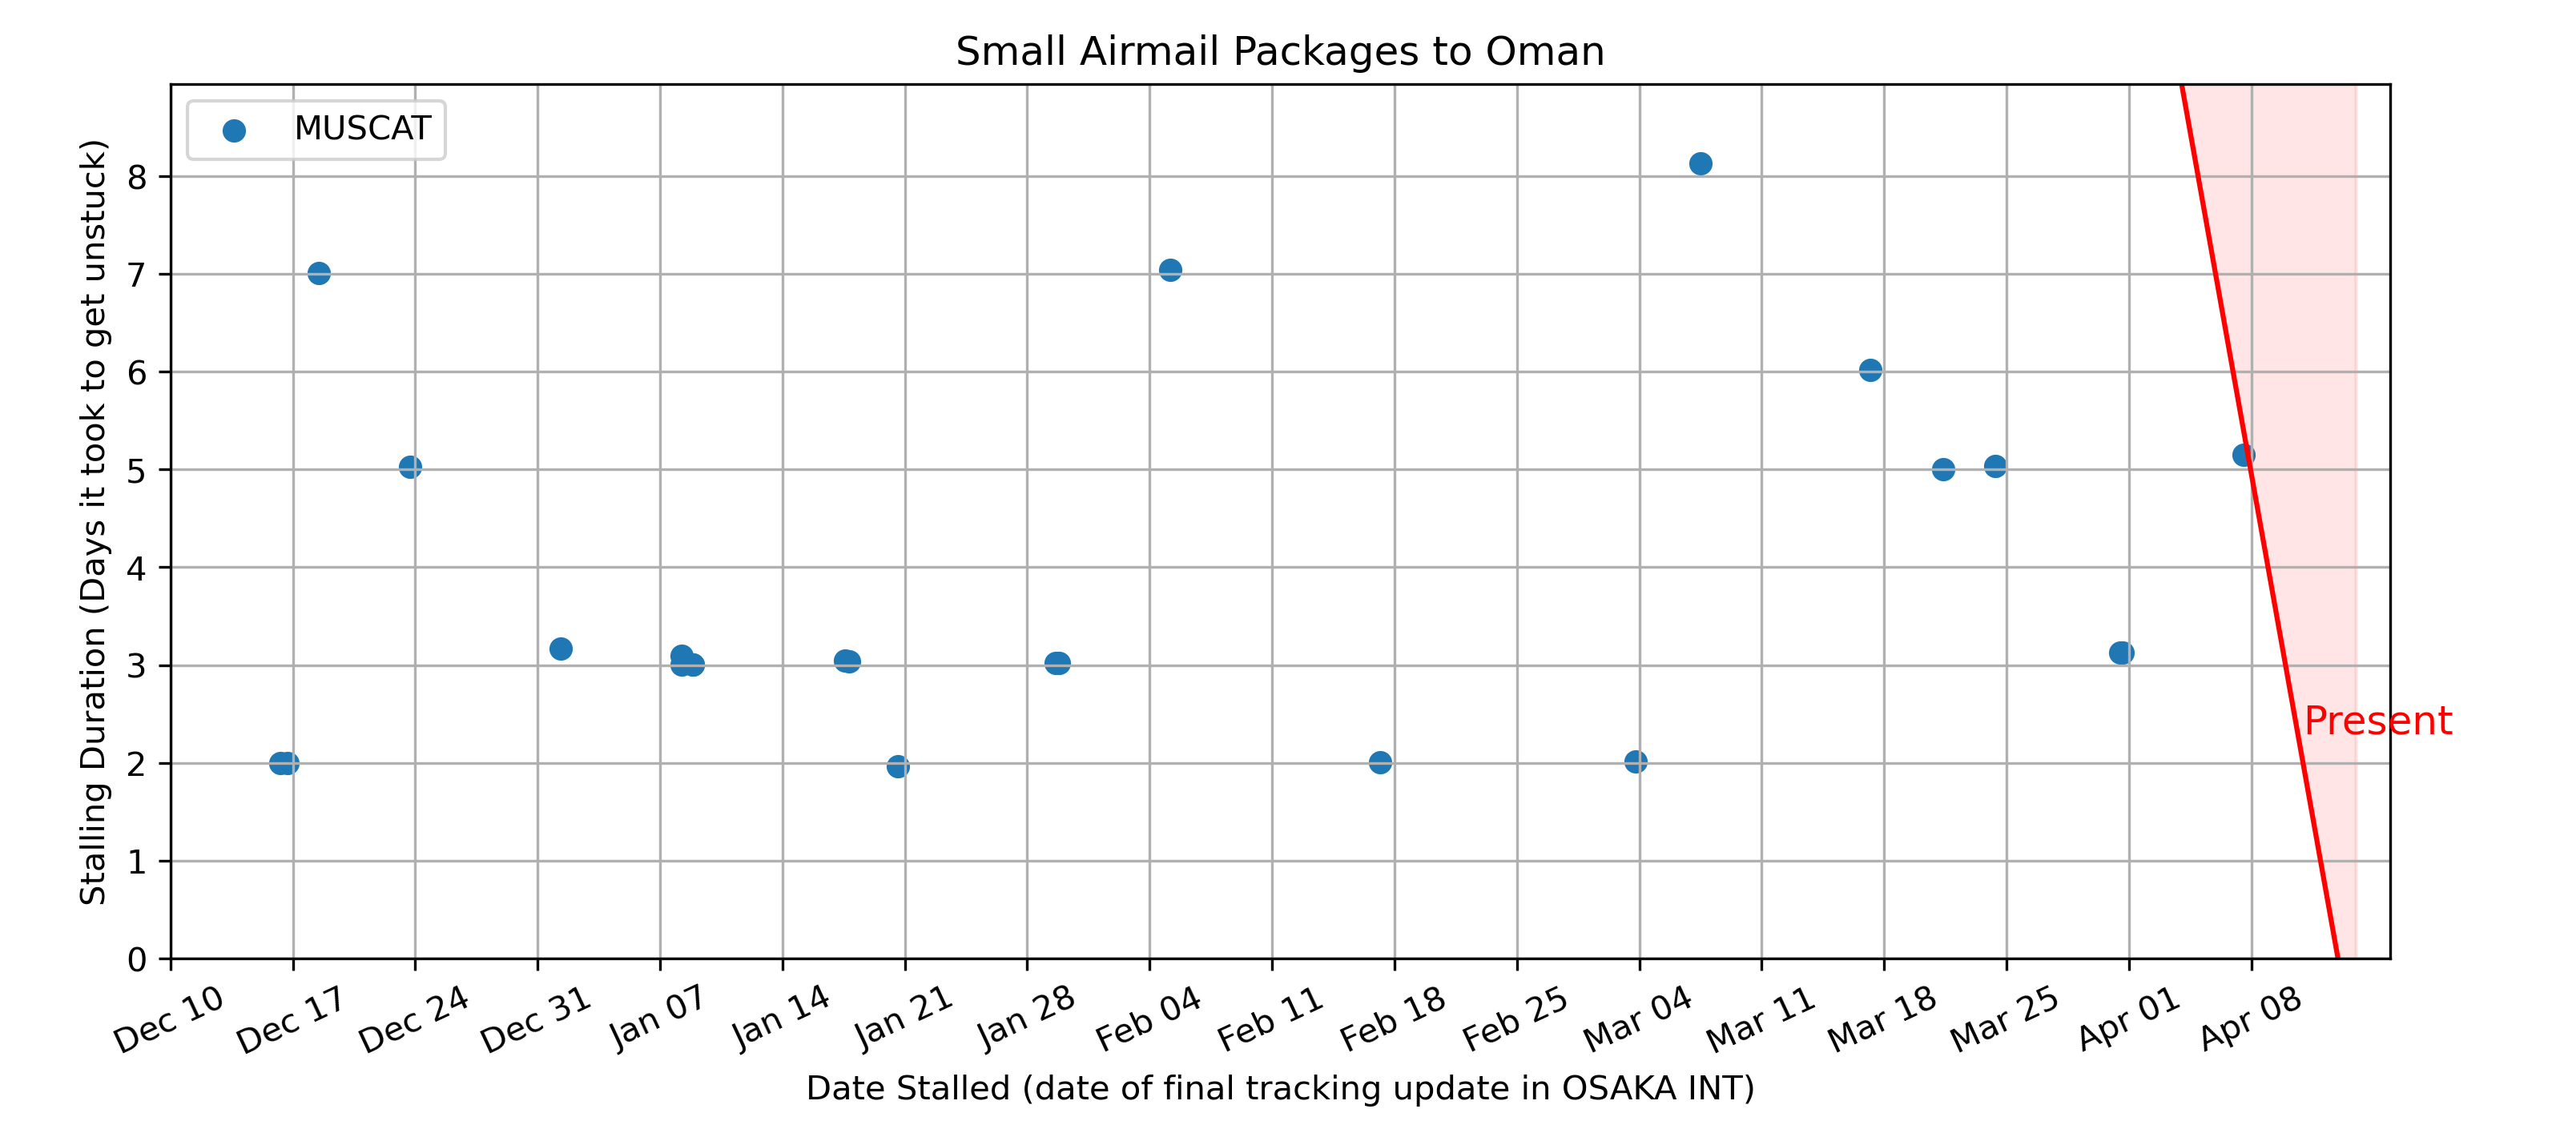 Small Airmail Packages to Oman
MUSCAT
Stalling Duration (Days it took to get unstuck)
8
7
6
5
4
3
2
1
0
Present
Dec 10
Dec 17
Dec 24
Dec 31
Jan 07
Jan 14
Jan 21
Jan 28
Feb 04
Feb 11
Feb 18
Feb 25
Mar 04
Mar 11
Mar 18
Mar 25
Apr 01
Apr 08
Date Stalled (date of final tracking update in OSAKA INT)